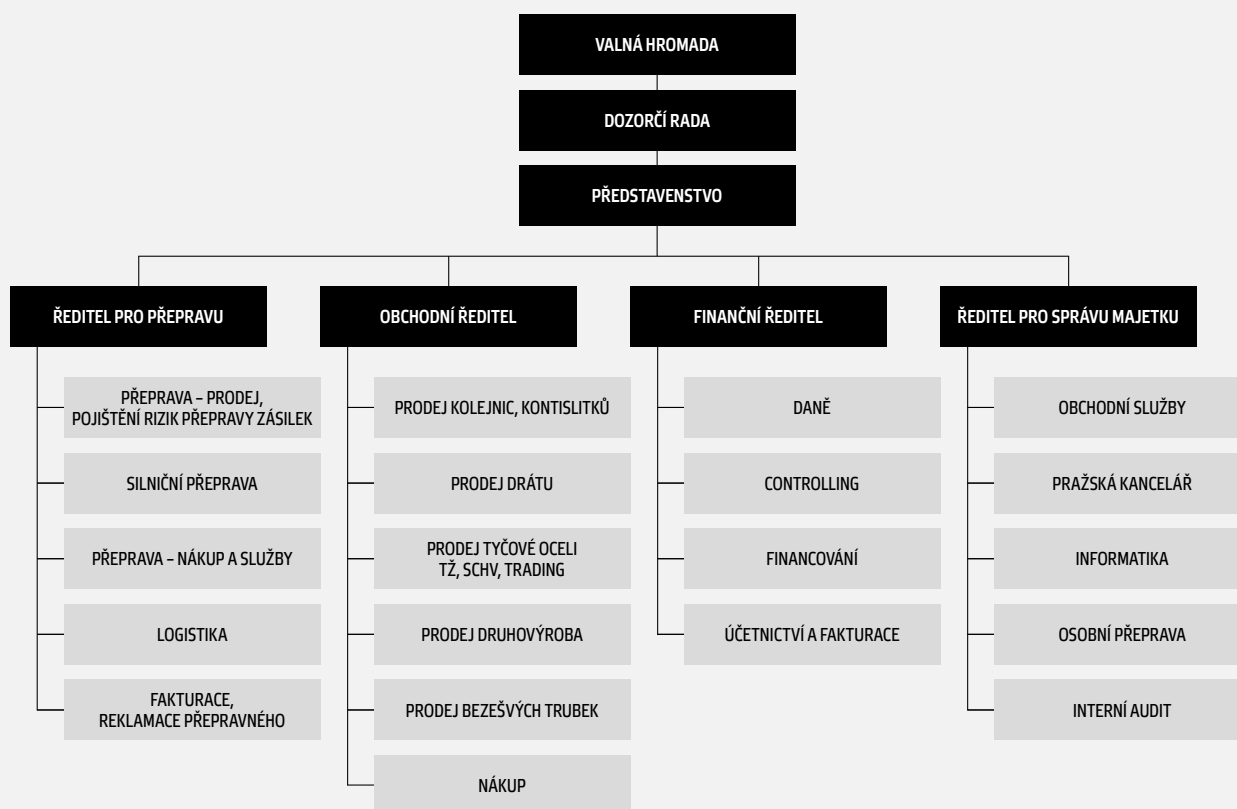 VALNÁ HROMADA
DOZORČÍ RADA
PŘEDSTAVENSTVO
ŘEDITEL PRO PŘEPRAVU
PŘEPRAVA – PRODEJ,
POJIŠTĚNÍ RIZIK PŘEPRAVY ZÁSILEK
SILNIČNÍ PŘEPRAVA
PŘEPRAVA – NÁKUP A SLUŽBY
LOGISTIKA
FAKTURACE,
REKLAMACE PŘEPRAVNÉHO
OBCHODNÍ ŘEDITEL
PRODEJ KOLEJNIC, KONTISLITKŮ
PRODEJ DRÁTU
PRODEJ TYČOVÉ OCELI
TŽ, SCHV, TRADING
PRODEJ DRUHOVÝROBA
PRODEJ BEZEŠVÝCH TRUBEK
NÁKUP
FINANČNÍ ŘEDITEL
DANĚ
CONTROLLING
FINANCOVÁNÍ
ÚČETNICTVÍ A FAKTURACE
ŘEDITEL PRO SPRÁVU MAJETKU
OBCHODNÍ SLUŽBY
PRAŽSKÁ KANCELÁŘ
INFORMATIKA
OSOBNÍ PŘEPRAVA
INTERNÍ AUDIT